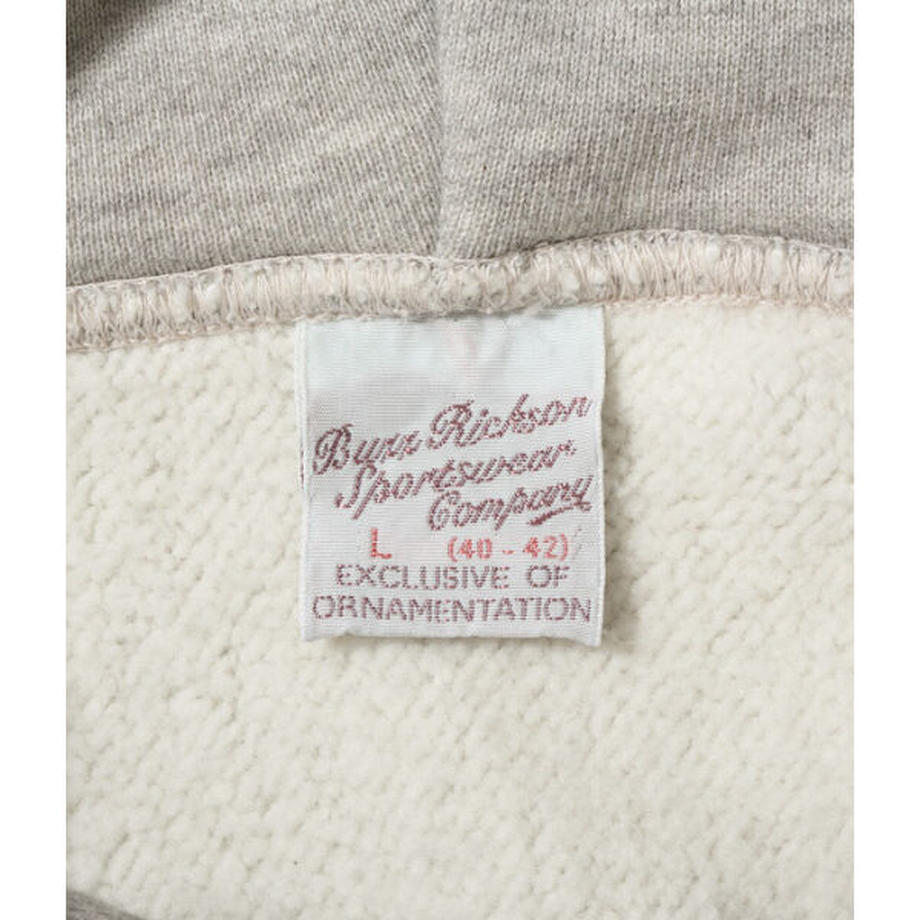 Buzz Rickson
Sportswear
Company
L (40 - 42)
EXCLUSIVE OF
ORNAMENTATION